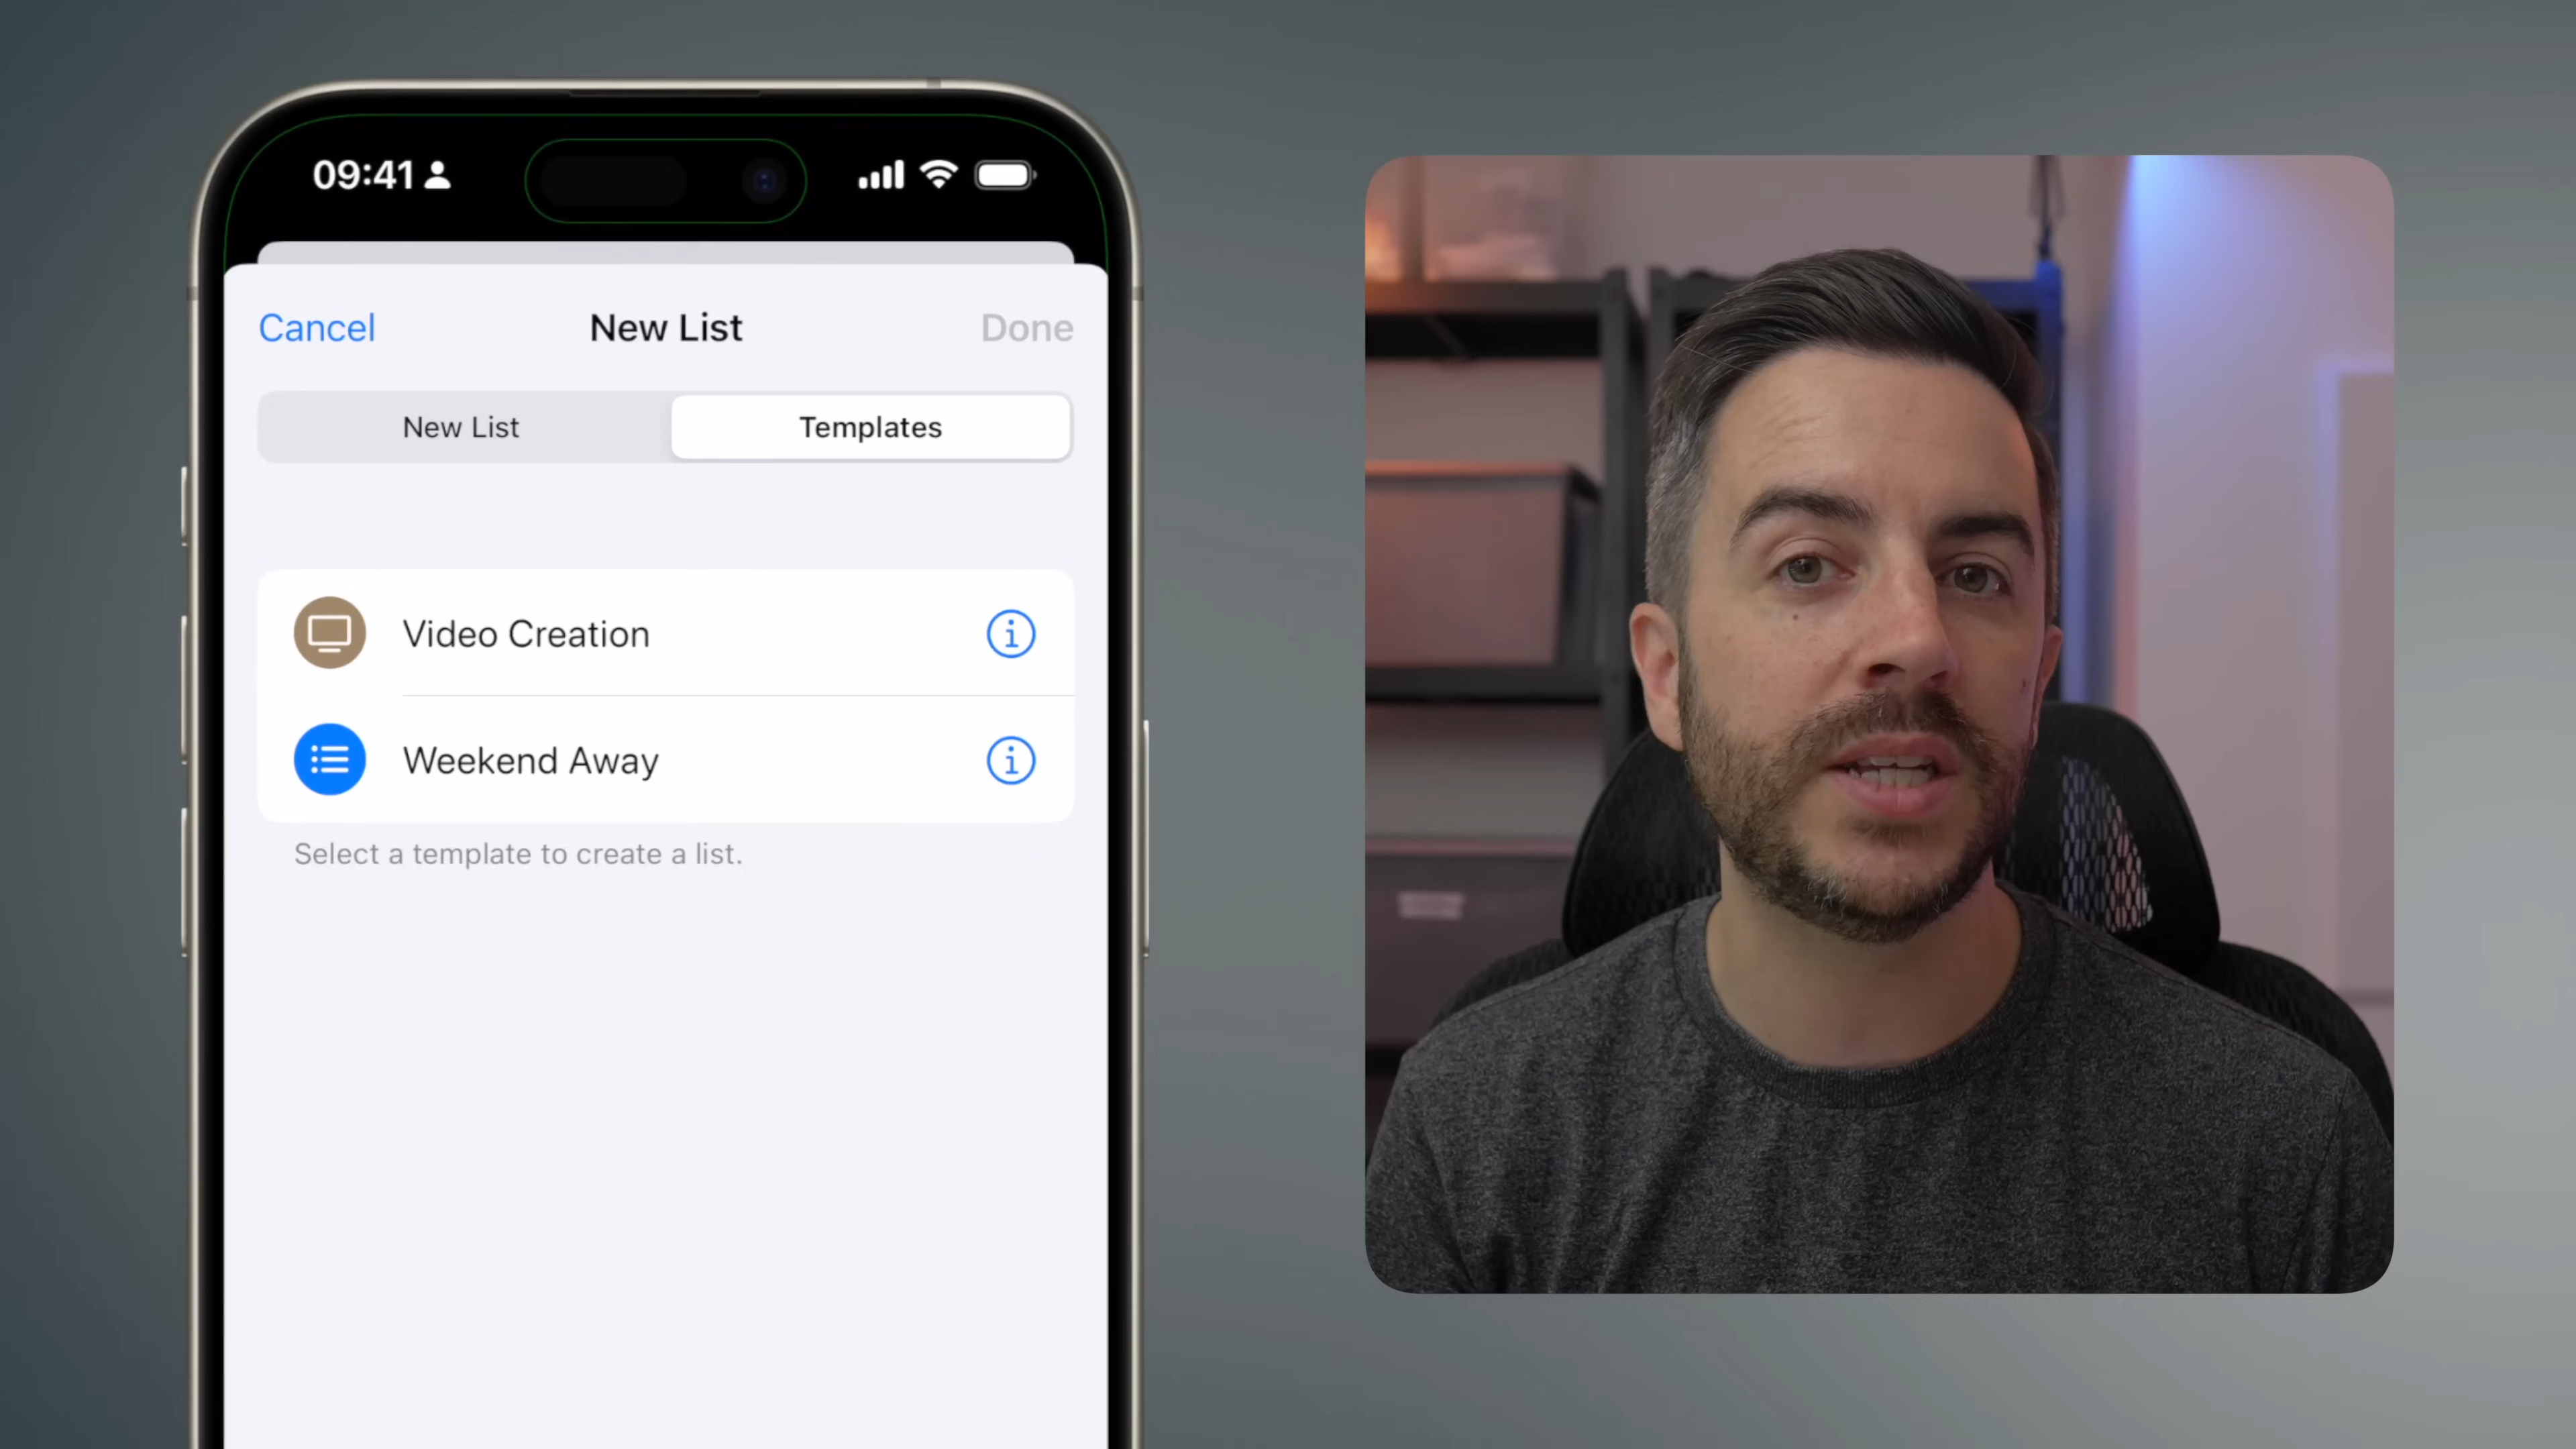 09:41
Cancel
New List
Done
New List
Templates
Video Creation
Weekend Away
Select a template to create a list.